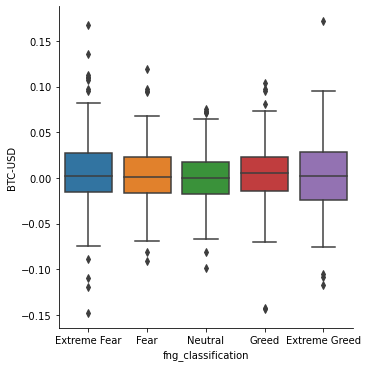 BTC-USD
0.15
0.10
0.05
0.00
−0.05
−0.10
−0.15
Extreme Fear Fear Neutral Greed Extreme Greed
fng_classification